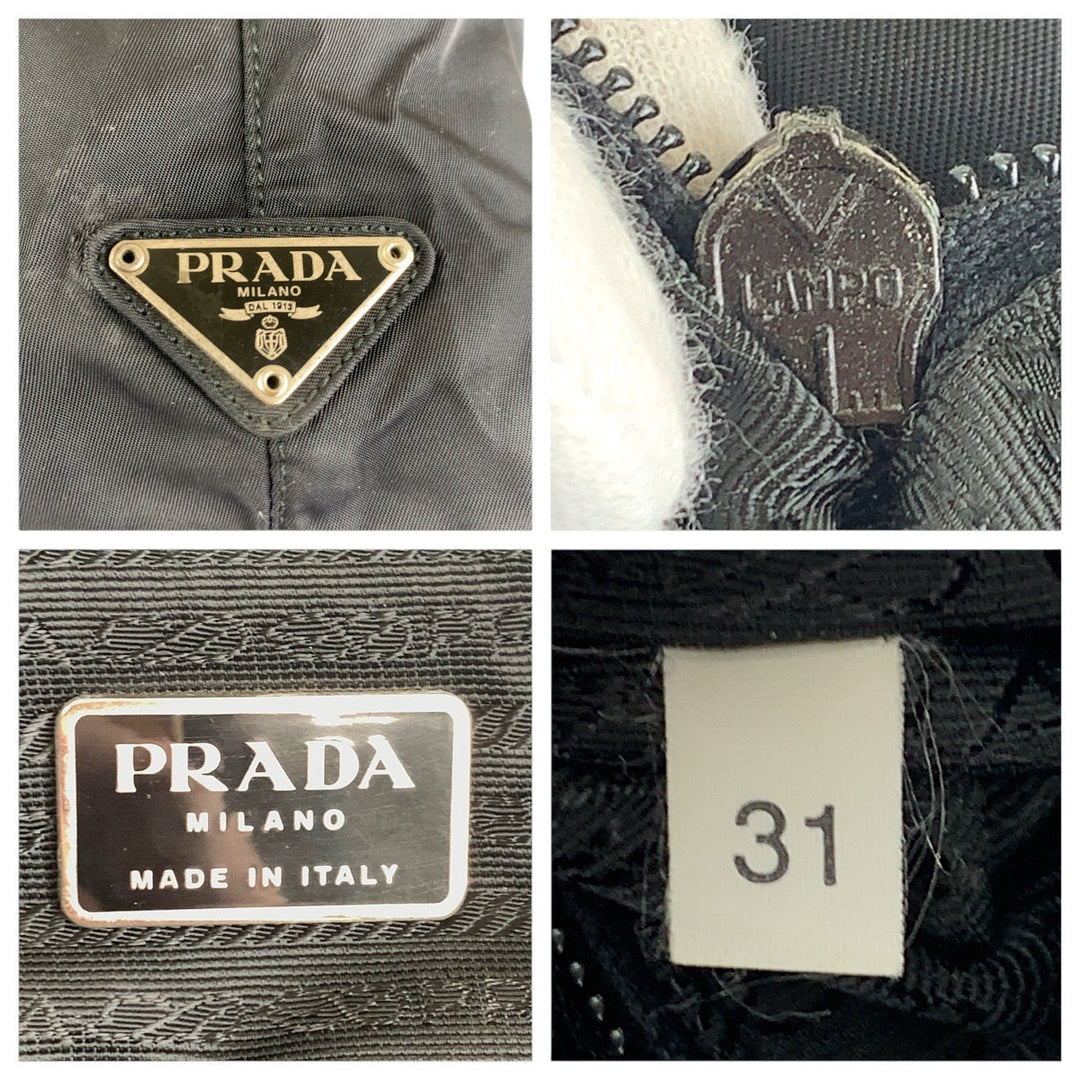 PRADA
MILANO
DAL 1913
LAMPO
PRADA
MILANO
MADE IN ITALY
31